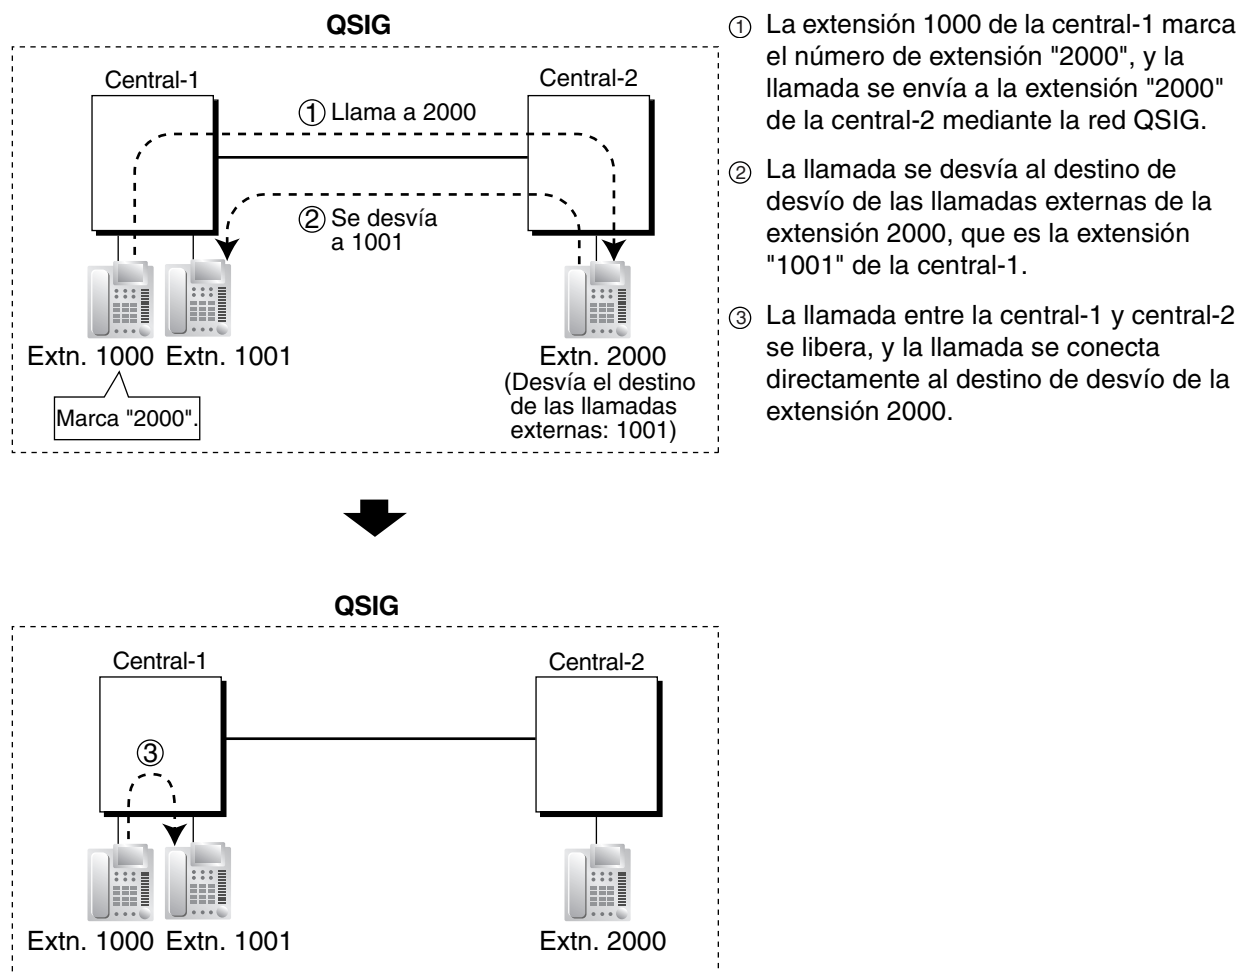 QSIG
Central-1
Central-2
① Llama a 2000
② Se desvía
a 1001
Extn. 1000
Extn. 1001
Extn. 2000
(Desvía el destino
de las llamadas
externas: 1001)
Marca "2000".
① La extensión 1000 de la central-1 marca
el número de extensión "2000", y la
llamada se envía a la extensión "2000"
de la central-2 mediante la red QSIG.
② La llamada se desvía al destino de
desvío de las llamadas externas de la
extensión 2000, que es la extensión
"1001" de la central-1.
③ La llamada entre la central-1 y central-2
se libera, y la llamada se conecta
directamente al destino de desvío de la
extensión 2000.
QSIG
Central-1
Central-2
③
Extn. 1000
Extn. 1001
Extn. 2000